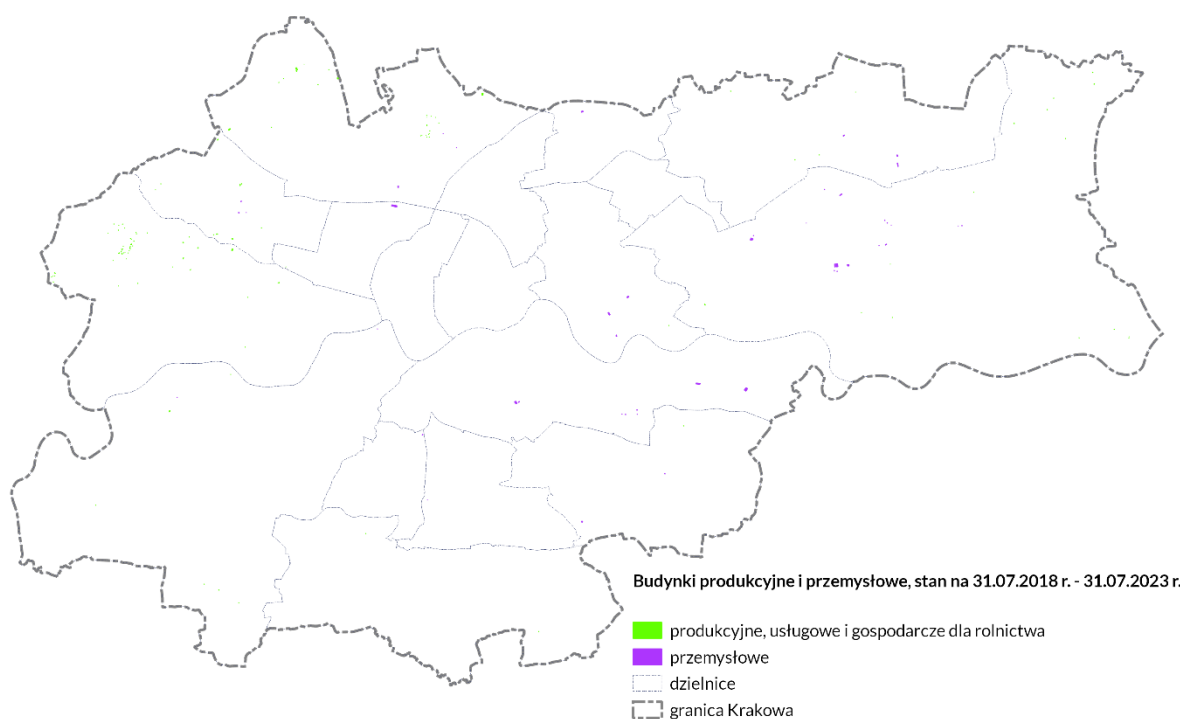 Budynki produkcyjne i przemysłowe, stan na 31.07.2018 r. - 31.07.2023 r.
produkcyjne, usługowe i gospodarcze dla rolnictwa
przemysłowe
dzielnice
granica Krakowa